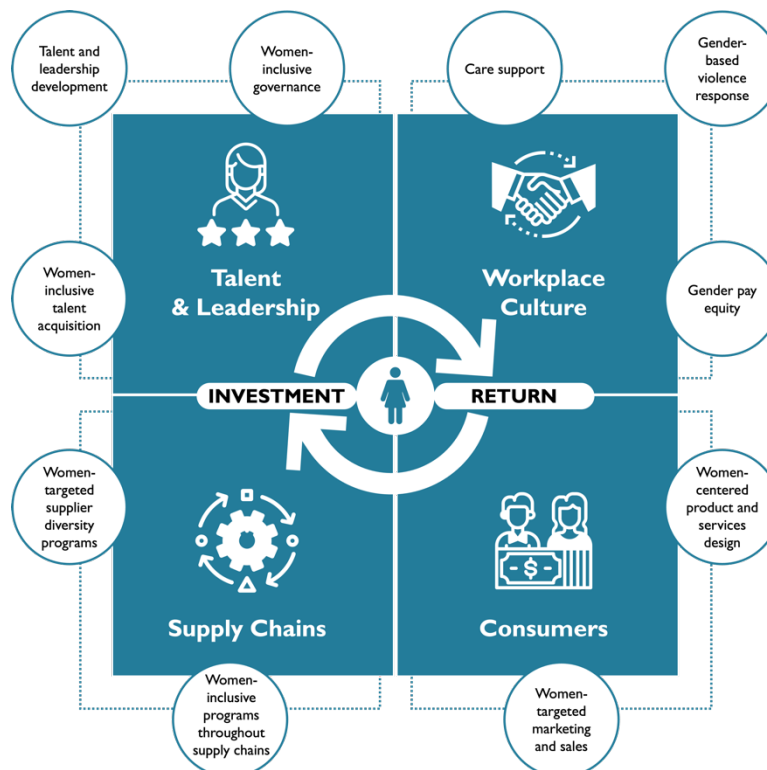 Talent and
leadership
development
Women-
inclusive
governance
Care support
Gender-
based
violence
response
Talent
& Leadership
Workplace
Culture
Women-
inclusive
talent
acquisition
Gender pay
equity
INVESTMENT
RETURN
Women-
targeted
supplier
diversity
programs
Women-
centered
product and
services
design
$
Supply Chains
Consumers
Women-
inclusive
programs
throughout
supply chains
Women-
targeted
marketing
and sales